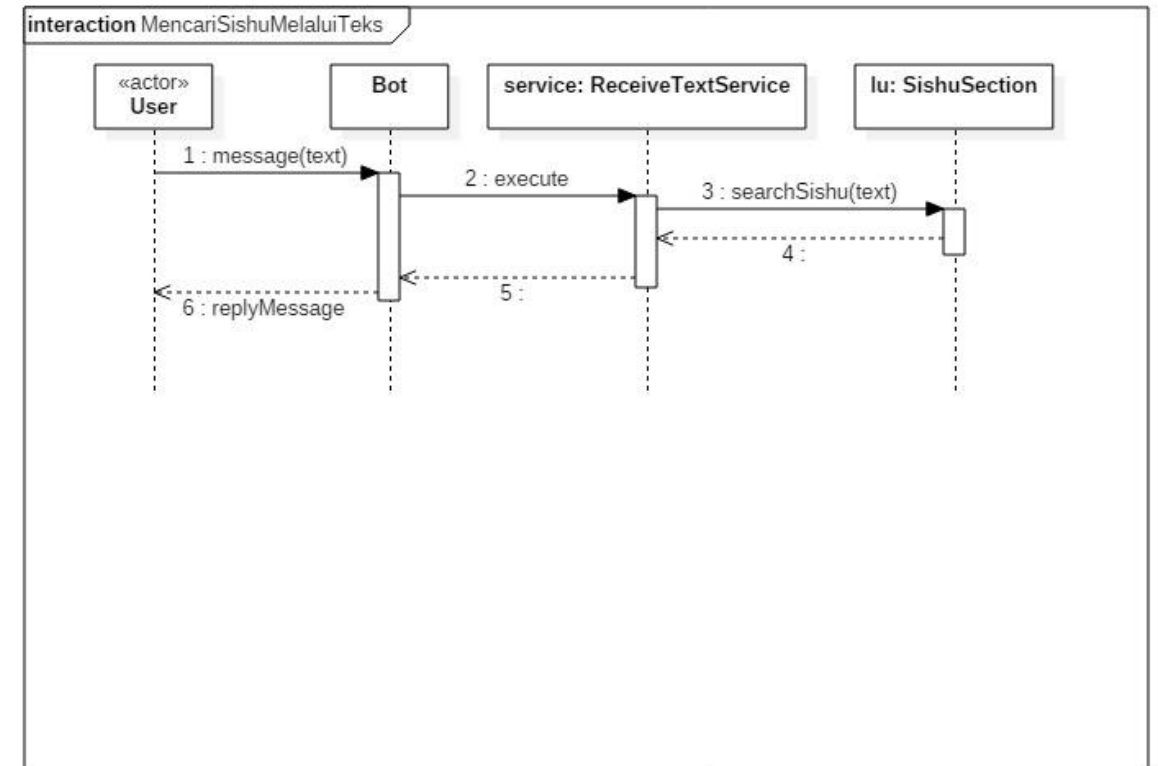 interaction MencariSishuMelaluiTeks
«actor»
User
Bot
service: ReceiveTextService
lu: SishuSection
1 : message(text)
2 : execute
3 : searchSishu(text)
4 :
5 :
6 : replyMessage